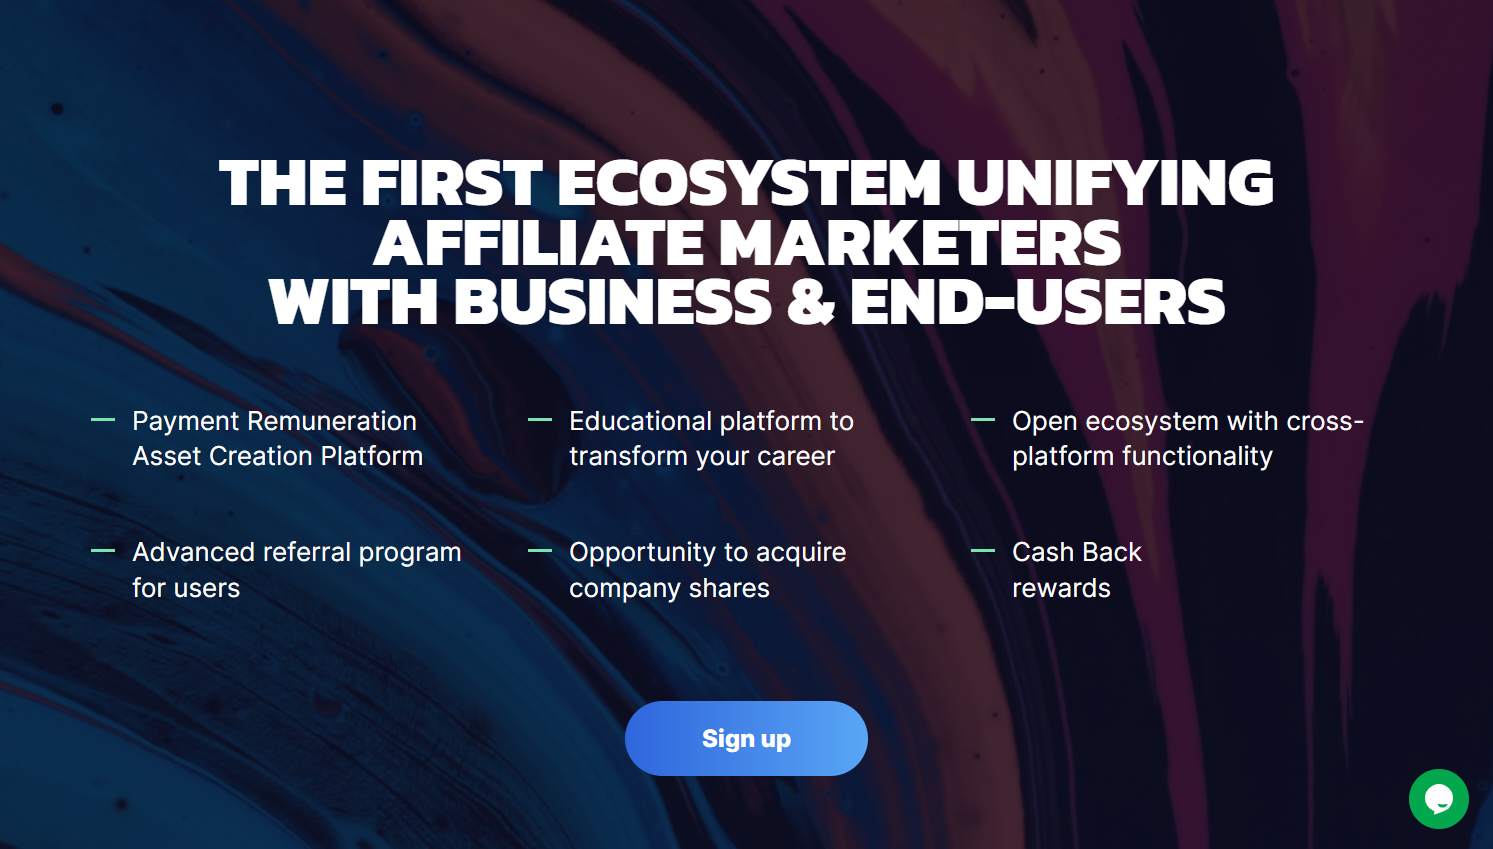 THE FIRST ECOSYSTEM UNIFYING
AFFILIATE MARKETERS
WITH BUSINESS & END-USERS
Payment Remuneration
Asset Creation Platform
Educational platform to
transform your career
Open ecosystem with cross-
platform functionality
Advanced referral program
for users
Opportunity to acquire
company shares
Cash Back
rewards
Sign up